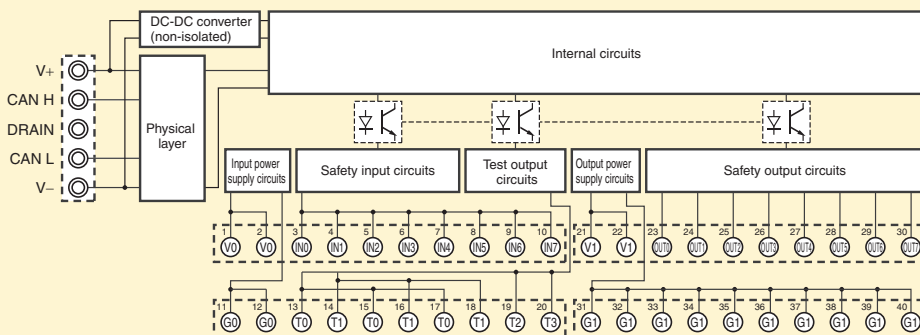 DC-DC converter
(non-isolated)
Internal circuits
V+
CAN H
DRAIN
CAN L
V−
Physical
layer
Input power
supply circuits
Safety input circuits
Test output
circuits
Output power
supply circuits
Safety output circuits
1 2 3 4 5 6 7 8 9 10
V0 V0 IN0 IN1 IN2 IN3 IN4 IN5 IN6 IN7
21 22 23 24 25 26 27 28 29 30
V1 V1 OUT0 OUT1 OUT2 OUT3 OUT4 OUT5 OUT6 OUT7
11 12 13 14 15 16 17 18 19 20
G0 G0 T0 T1 T0 T1 T0 T1 T2 T3
31 32 33 34 35 36 37 38 39 40
G1 G1 G1 G1 G1 G1 G1 G1 G1 G1